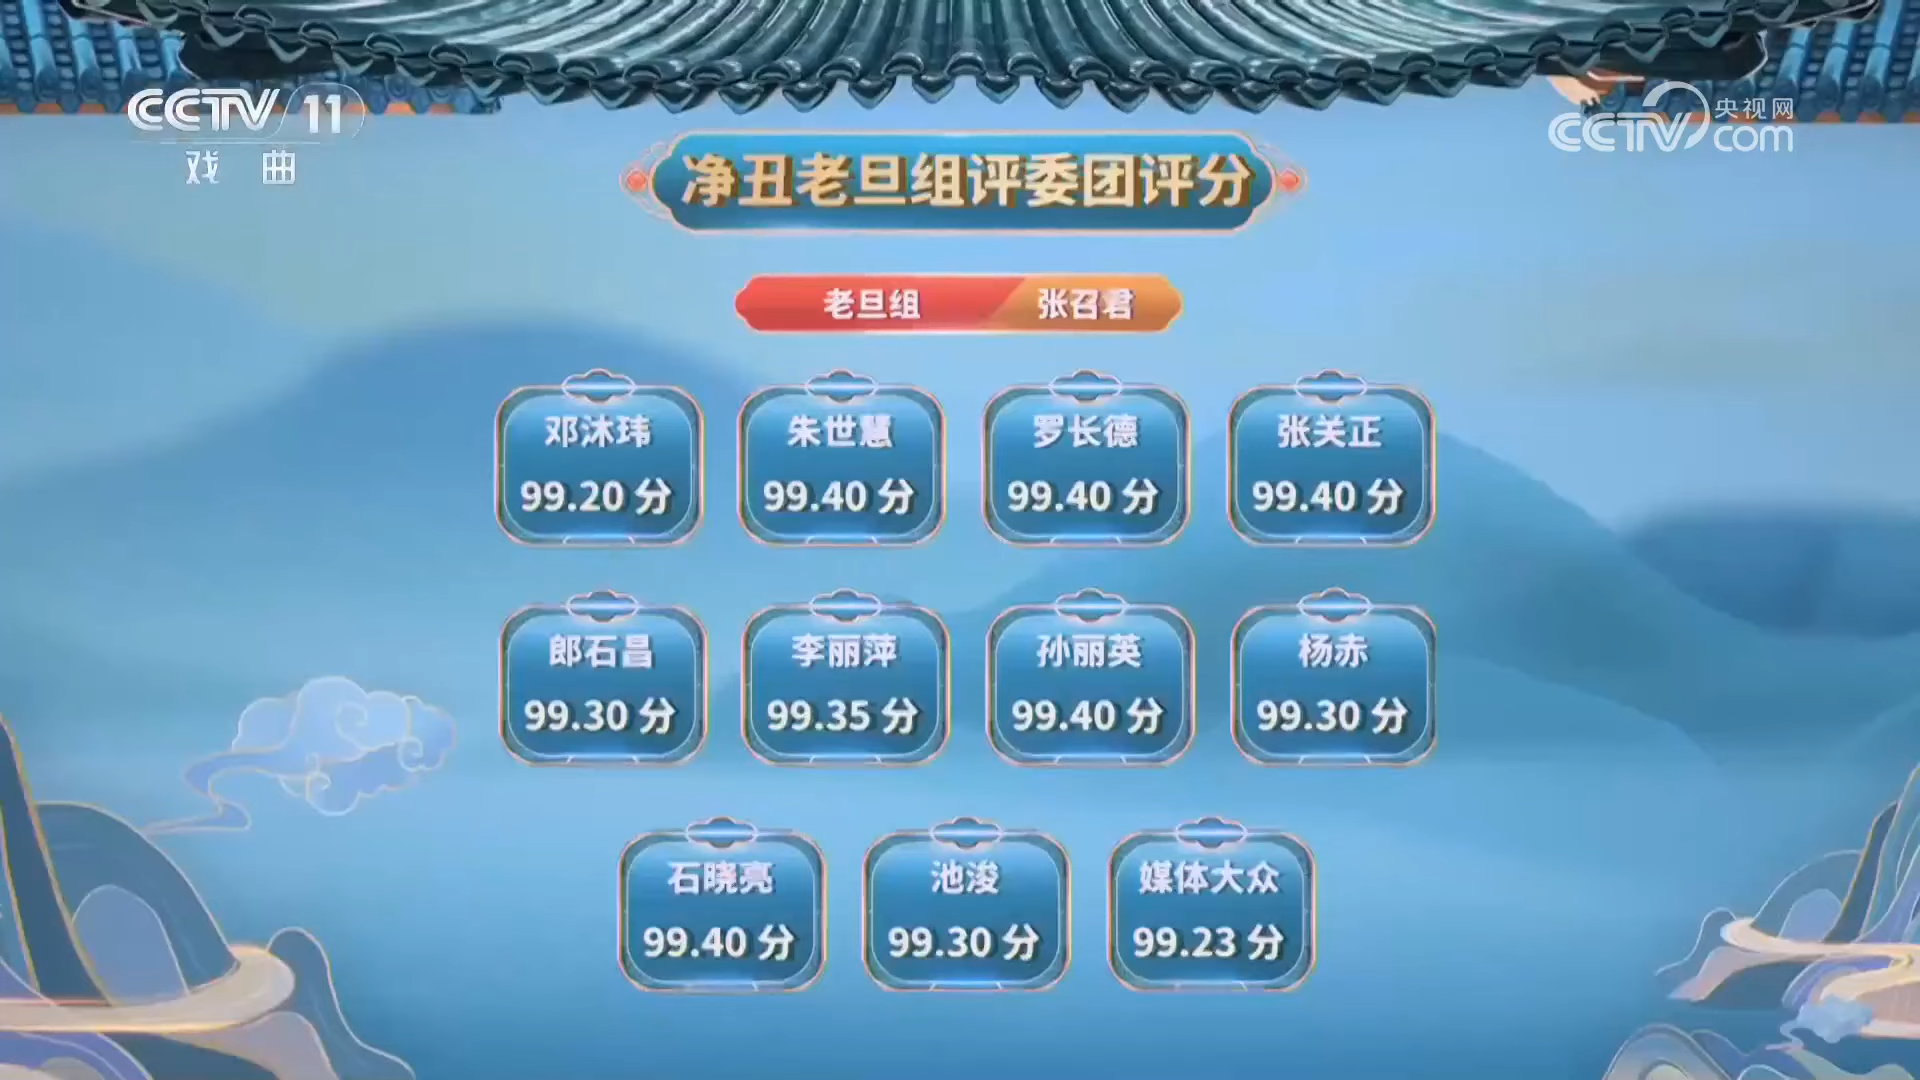 CCTV 11
戏曲
央视网
CCTV com
净丑老旦组评委团评分
老旦组 张召君
邓沐玮 朱世慧 罗长德 张关正
99.20 分 99.40 分 99.40 分 99.40 分
郎石昌 李丽萍 孙丽英 杨赤
99.30 分 99.35 分 99.40 分 99.30 分
石晓亮 池浚 媒体大众
99.40 分 99.30 分 99.23 分